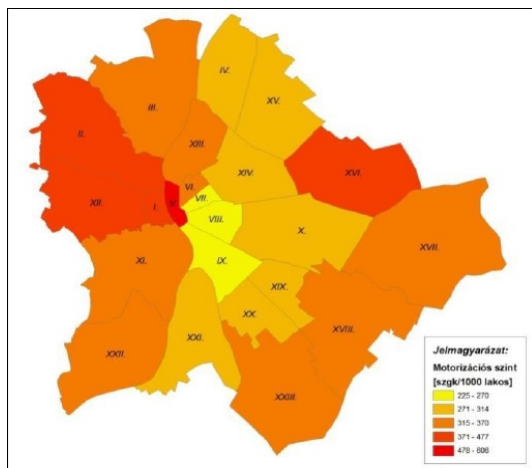 IV.
XV.
III.
II.
XIII.
XVI.
XIV.
VI.
VII.
XII.
I.
V.
VIII.
X.
XVII.
IX.
XI.
XIX.
XX.
XVIII.
XXI.
XXII.
XXIII.
Jelmagyarázat:
Motorizációs szint
[szgk/1000 lakos]
225 - 270
271 - 314
315 - 370
371 - 477
478 - 606